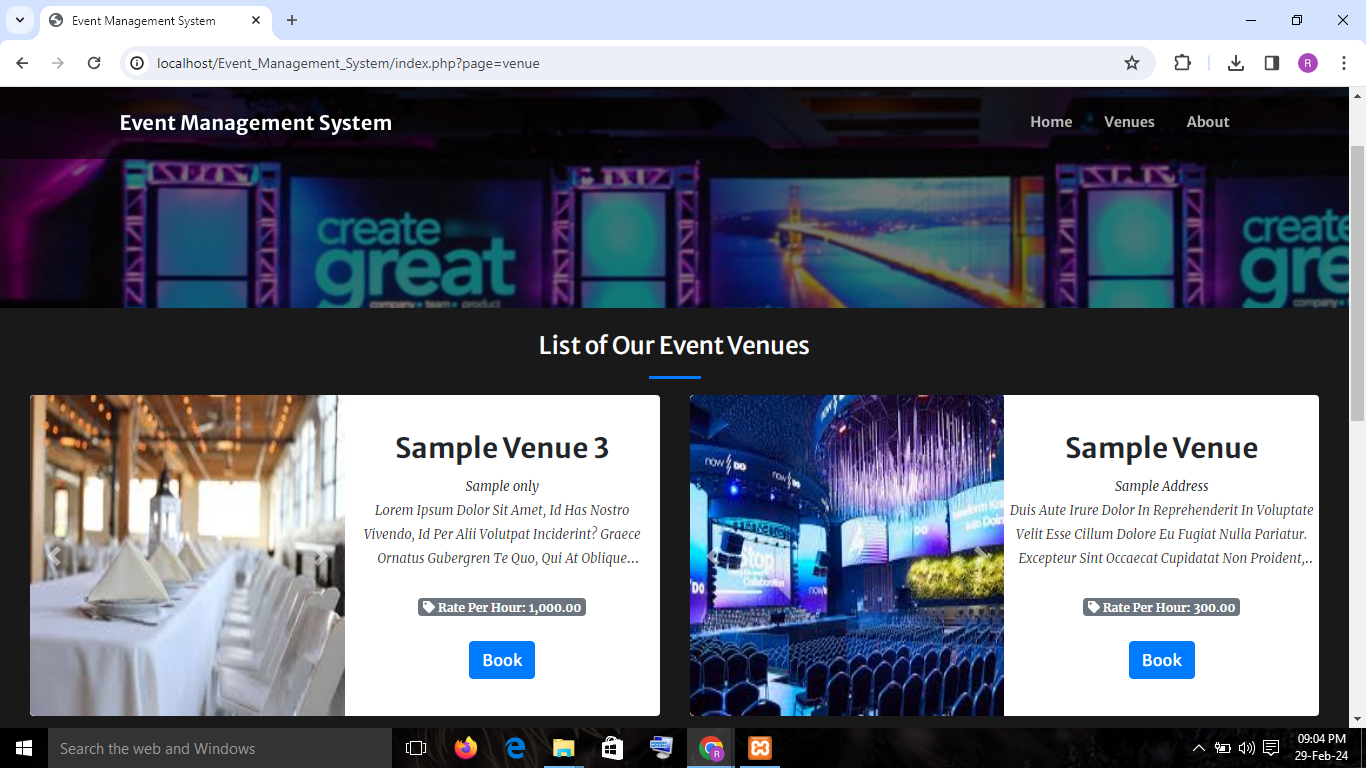 Event Management System
localhost/Event_Management_System/index.php?page=venue
R
Event Management System
Home Venues About
create
great
company + team + product
create
gre
company + t
List of Our Event Venues
Sample Venue 3
Sample only
Lorem Ipsum Dolor Sit Amet, Id Has Nostro
Vivendo, Id Per Alii Volutpat Inciderint? Graece
Ornatus Gubergren Te Quo, Qui At Oblique...
Rate Per Hour: 1,000.00
Book
now DO
now DO
Sample Venue
Sample Address
Duis Aute Irure Dolor In Reprehenderit In Voluptate
Velit Esse Cillum Dolore Eu Fugiat Nulla Pariatur.
Excepteur Sint Occaecat Cupidatat Non Proident,..
Rate Per Hour: 300.00
Book
Search the web and Windows
R
09:04 PM
29-Feb-24